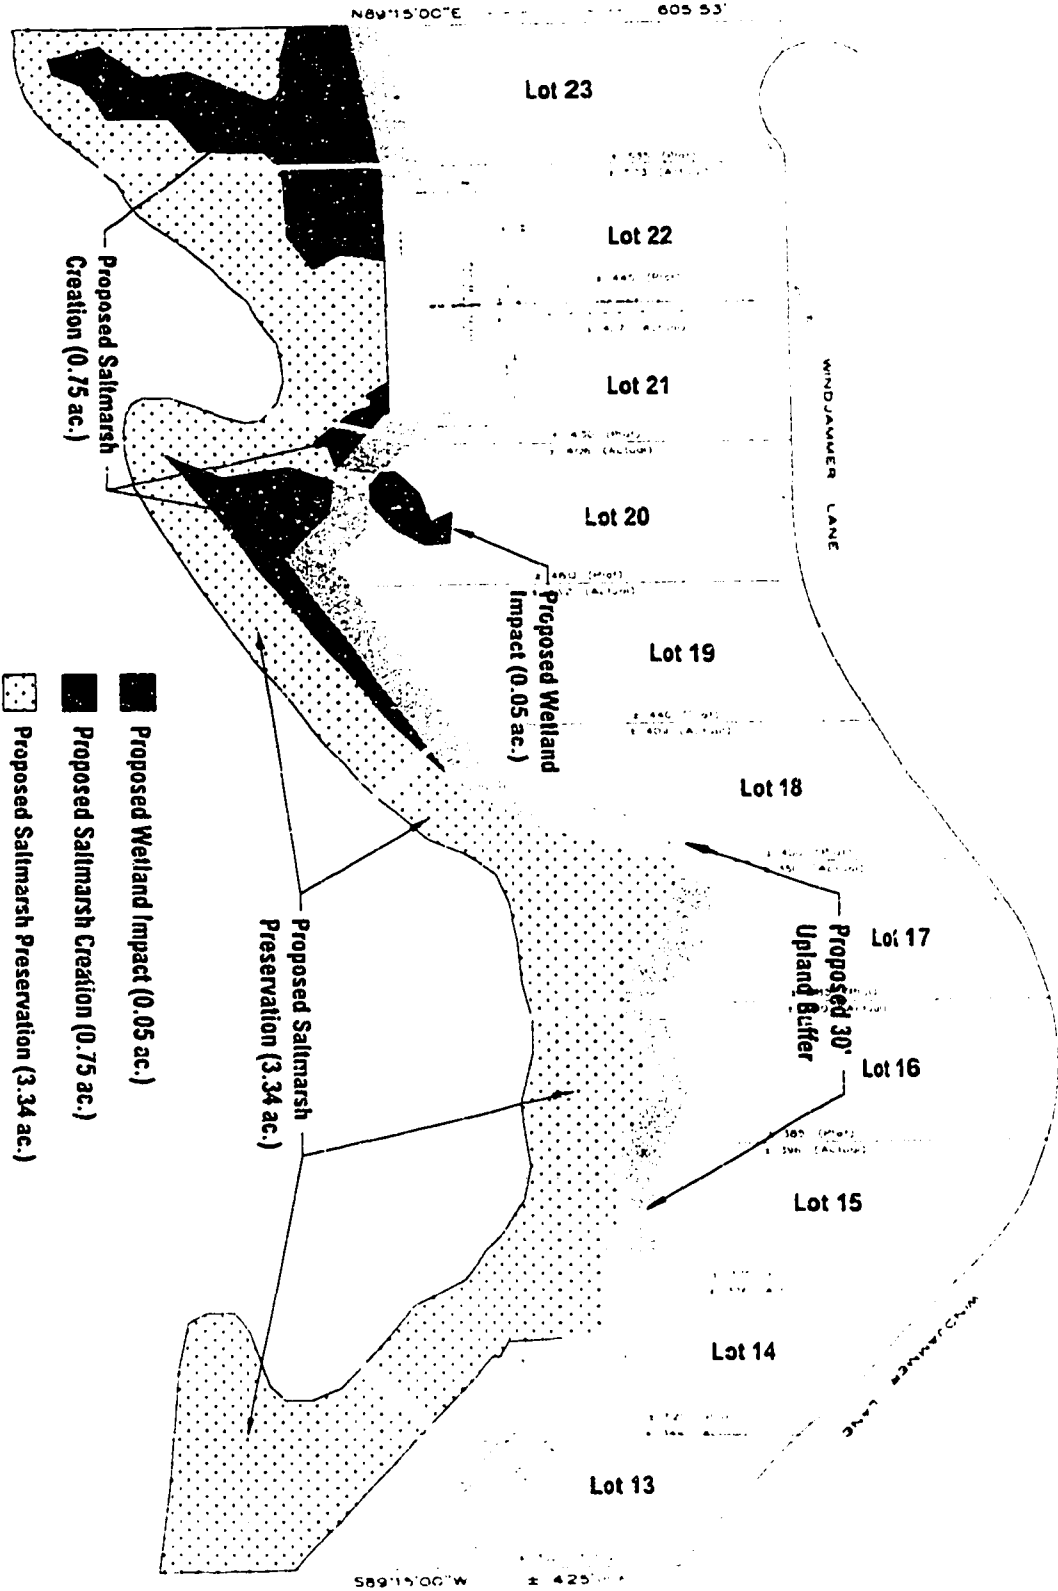 N89°15'00"E 605.53'
Lot 23
Lot 22
Lot 21
Lot 20
Lot 19
Lot 18
Lot 17
Lot 16
Lot 15
Lot 14
Lot 13
WINDJAMMER LANE
WINDJAMMER LANE
Proposed Saltmarsh
Creation (0.75 ac.)
Proposed Wetland
Impact (0.05 ac.)
Proposed 30'
Upland Buffer
Proposed Saltmarsh
Preservation (3.34 ac.)
Proposed Wetland Impact (0.05 ac.)
Proposed Saltmarsh Creation (0.75 ac.)
Proposed Saltmarsh Preservation (3.34 ac.)
S89°15'00"W ± 425'